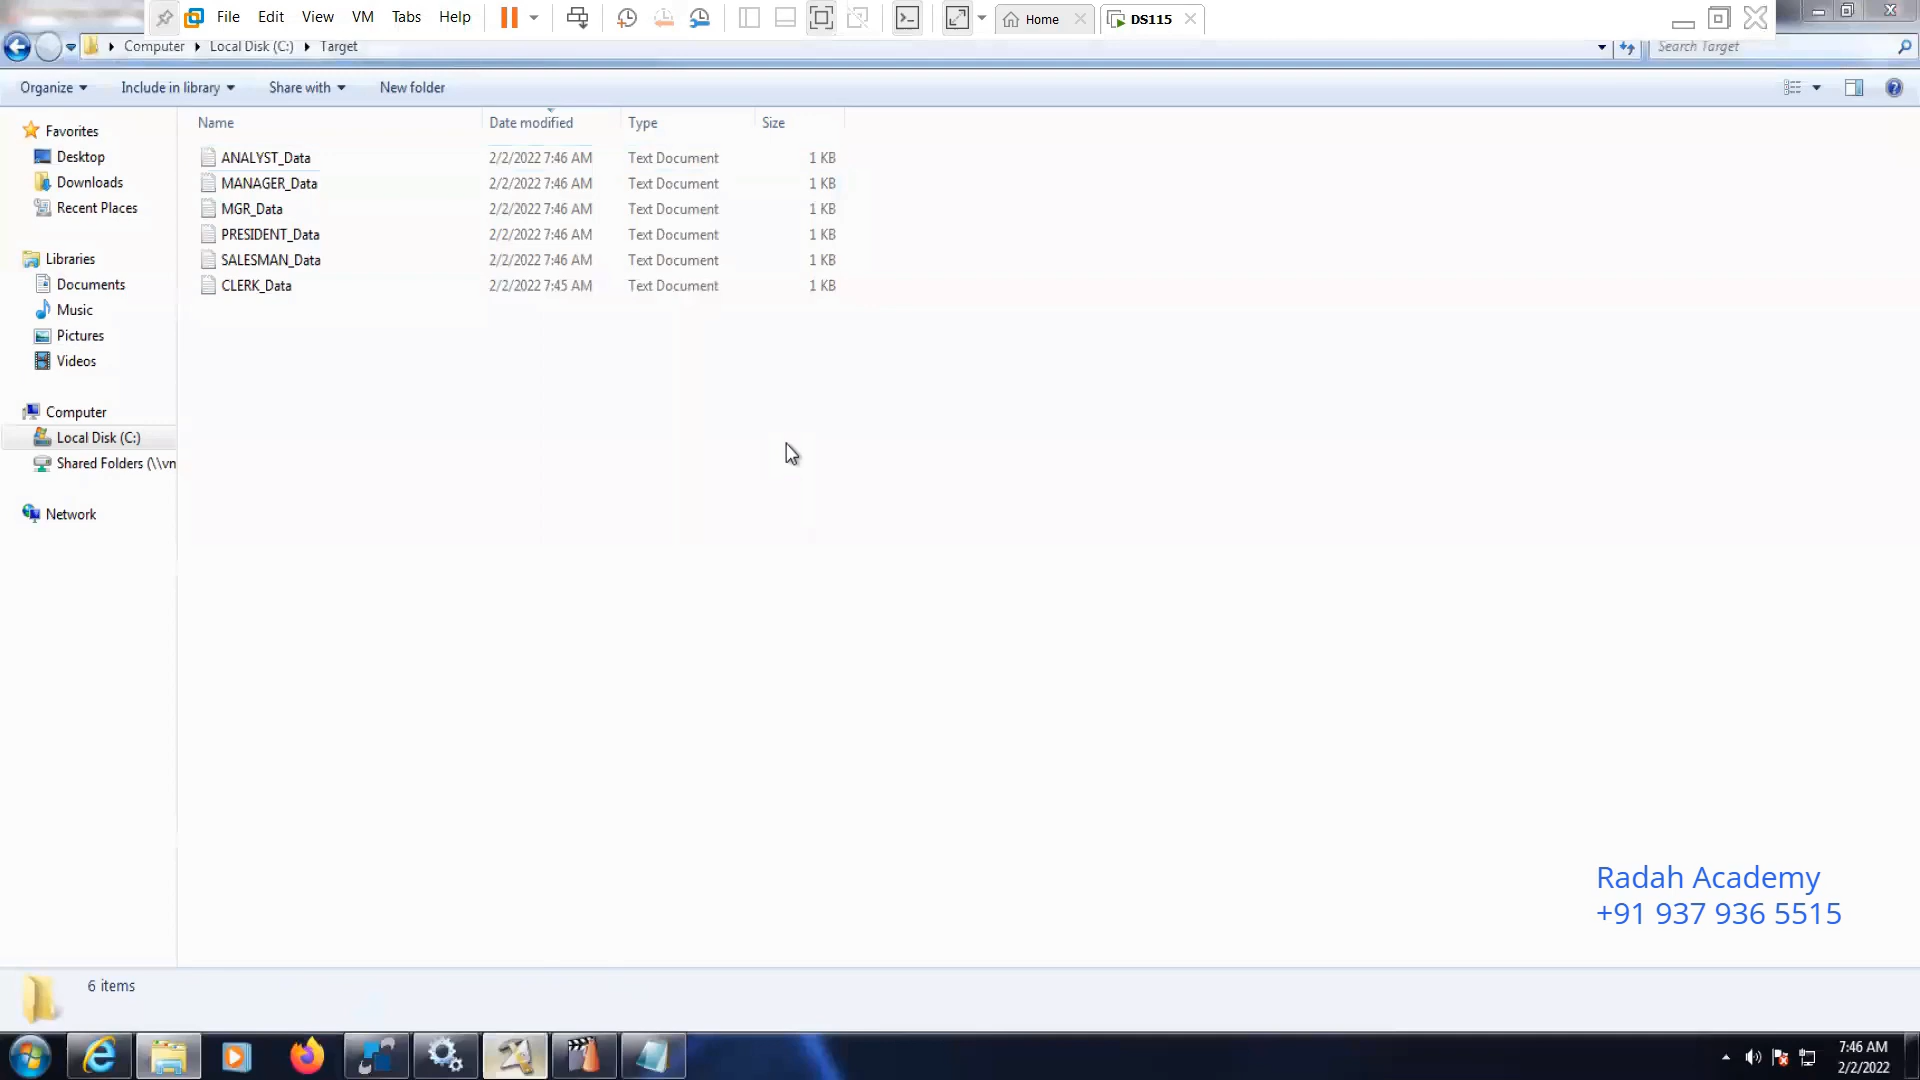 File Edit View VM Tabs Help
Home
DS115
Computer Local Disk (C:) Target
Search Target
Organize Include in library Share with New folder
Name Date modified Type Size
ANALYST_Data 2/2/2022 7:46 AM Text Document 1 KB
MANAGER_Data 2/2/2022 7:46 AM Text Document 1 KB
MGR_Data 2/2/2022 7:46 AM Text Document 1 KB
PRESIDENT_Data 2/2/2022 7:46 AM Text Document 1 KB
SALESMAN_Data 2/2/2022 7:46 AM Text Document 1 KB
CLERK_Data 2/2/2022 7:45 AM Text Document 1 KB
Favorites
Desktop
Downloads
Recent Places
Libraries
Documents
Music
Pictures
Videos
Computer
Local Disk (C:)
Shared Folders (\\vn
Network
Radah Academy
+91 937 936 5515
6 items
7:46 AM
2/2/2022